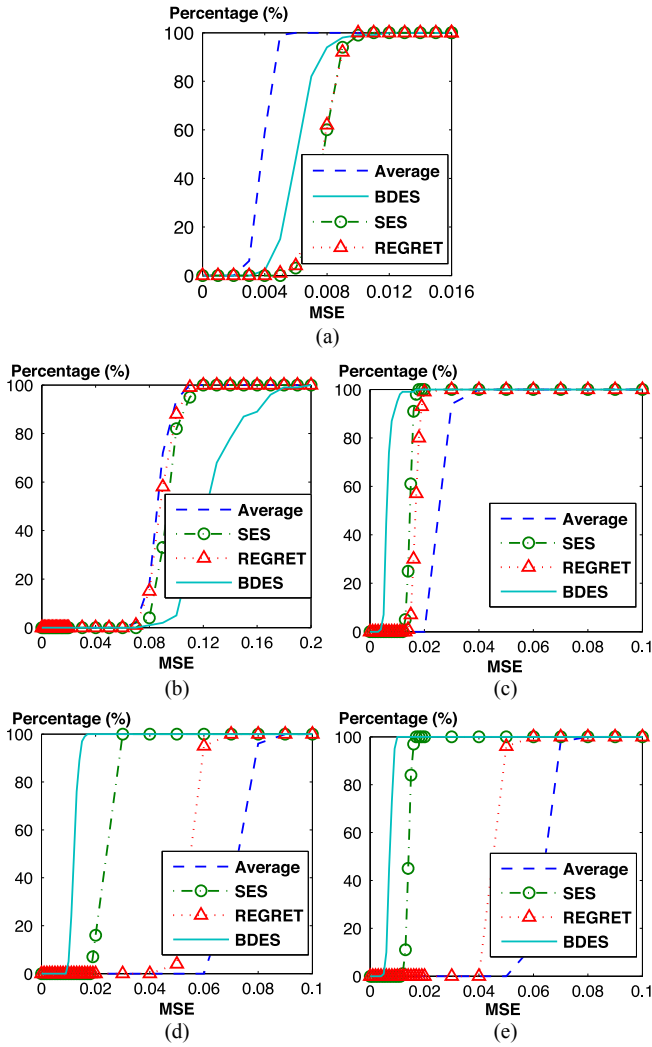 Percentage (%)
100
80
60
40
20
0
Average
BDES
SES
REGRET
0 0.004 0.008 0.012 0.016
MSE
(a)
Percentage (%)
100
80
60
40
20
0
Average
SES
REGRET
BDES
0 0.04 0.08 0.12 0.16 0.2
MSE
(b)
Percentage (%)
100
80
60
40
20
0
Average
SES
REGRET
BDES
0 0.02 0.04 0.06 0.08 0.1
MSE
(c)
Percentage (%)
100
80
60
40
20
0
Average
SES
REGRET
BDES
0 0.02 0.04 0.06 0.08 0.1
MSE
(d)
Percentage (%)
100
80
60
40
20
0
Average
SES
REGRET
BDES
0 0.02 0.04 0.06 0.08 0.1
MSE
(e)